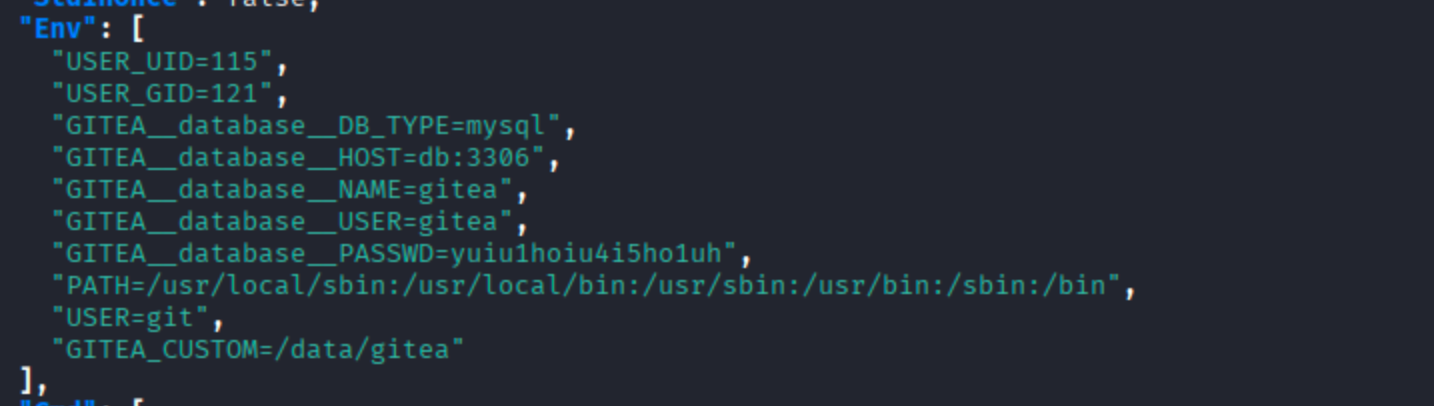 "Env": [
"USER_UID=115",
"USER_GID=121",
"GITEA__database__DB_TYPE=mysql",
"GITEA__database__HOST=db:3306",
"GITEA__database__NAME=gitea",
"GITEA__database__USER=gitea",
"GITEA__database__PASSWD=yuiu1hoiu4i5ho1uh",
"PATH=/usr/local/sbin:/usr/local/bin:/usr/sbin:/usr/bin:/sbin:/bin",
"USER=git",
"GITEA_CUSTOM=/data/gitea"
],